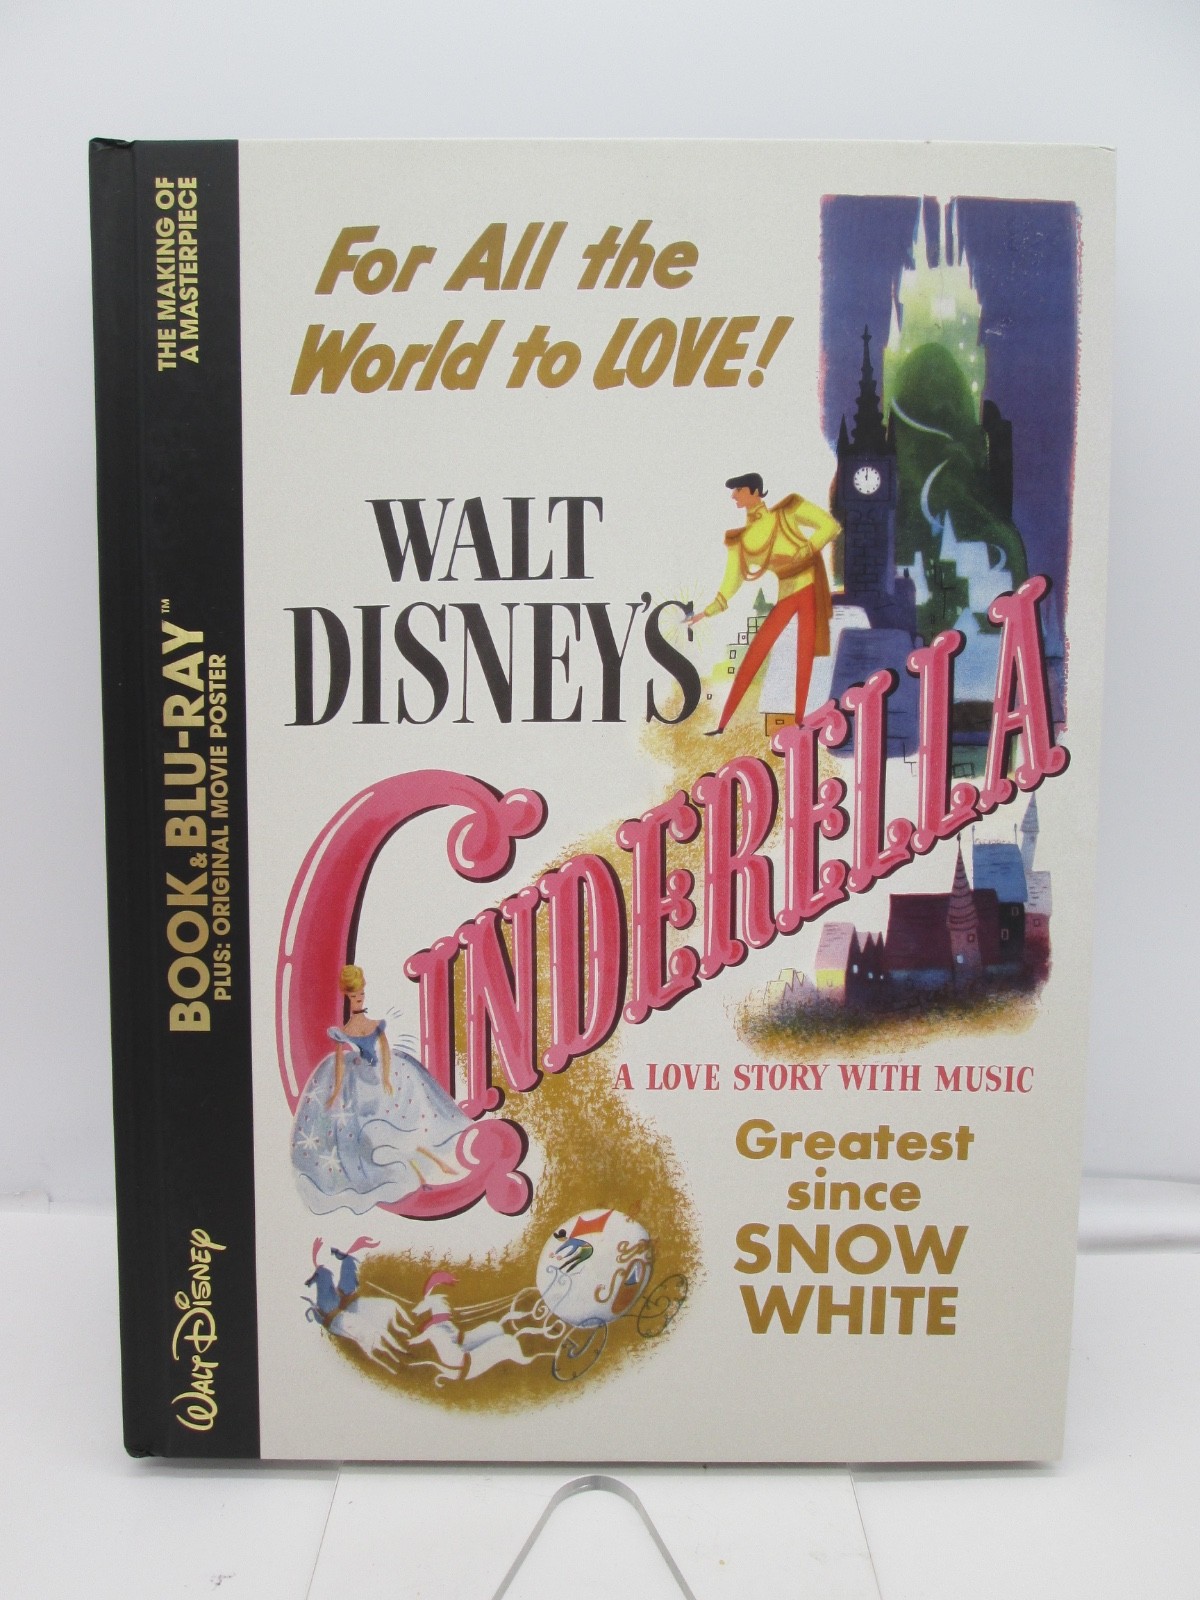 THE MAKING OF
A MASTERPIECE
BOOK & BLU-RAY™
PLUS: ORIGINAL MOVIE POSTER
WALT DISNEY
For All the
World to LOVE!
WALT
DISNEY'S
CINDERELLA
A LOVE STORY WITH MUSIC
Greatest
since
SNOW
WHITE